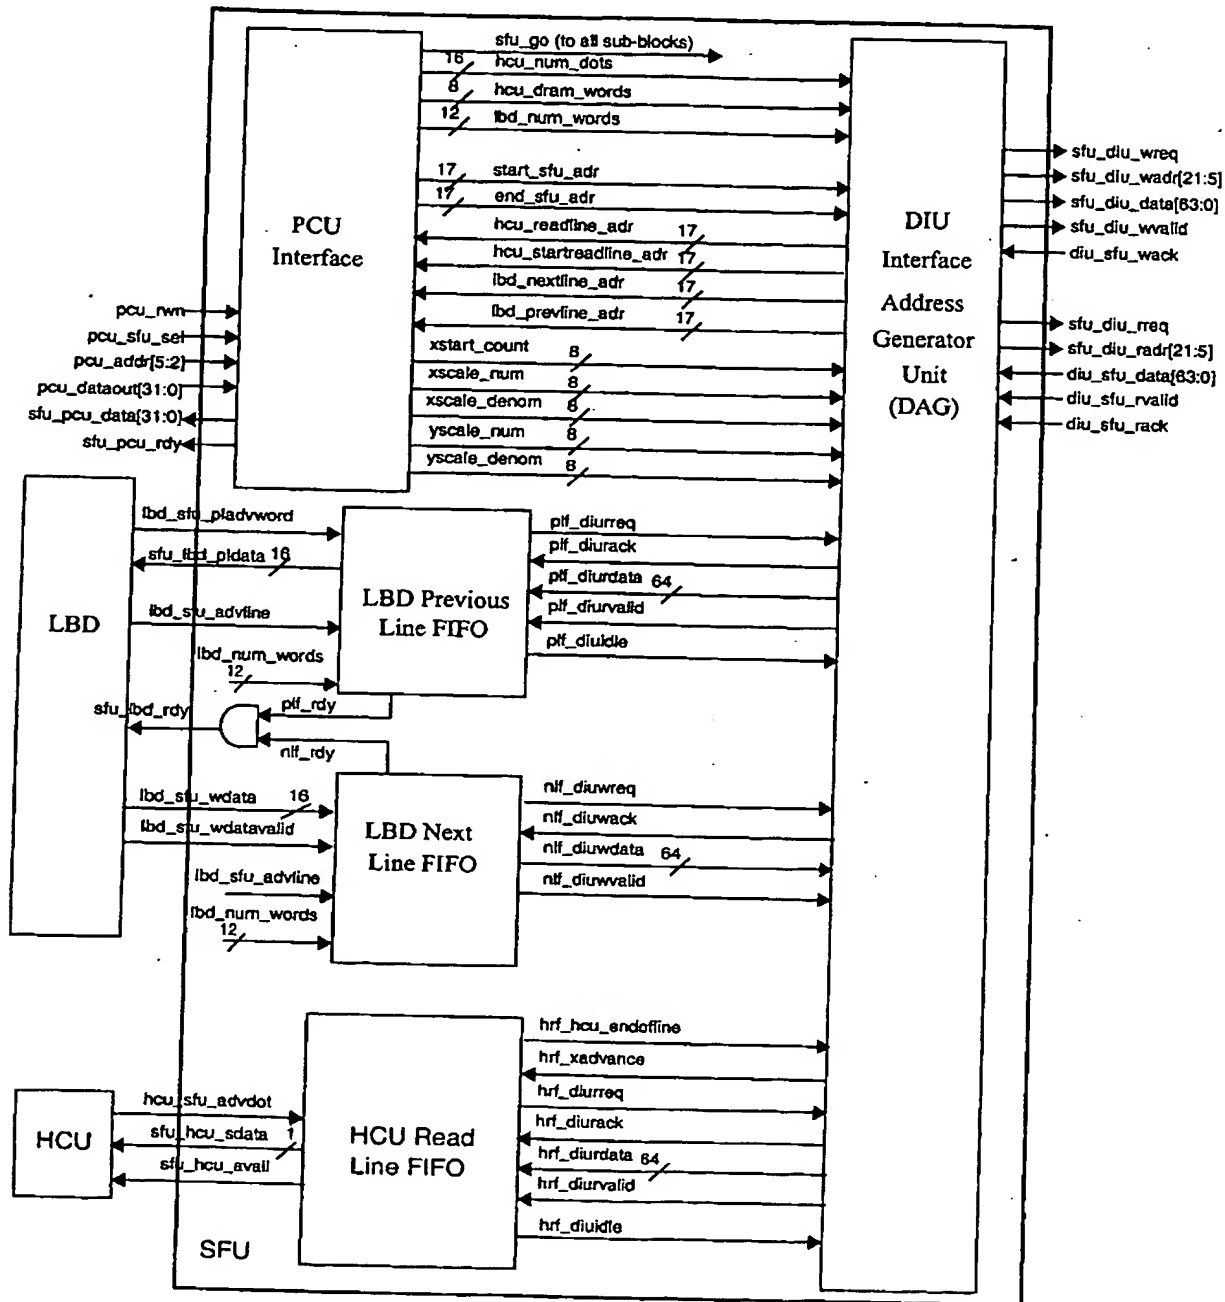 sfu_go (to all sub-blocks)
16 hcu_num_dots
8 hcu_dram_words
12 lbd_num_words
17 start_sfu_adr
17 end_sfu_adr
hcu_readline_adr 17
hcu_startreadline_adr 17
lbd_nextline_adr 17
lbd_prevline_adr 17
xstart_count 8
xscale_num 8
xscale_denom 8
yscale_num 8
yscale_denom 8
PCU
Interface
DIU
Interface
Address
Generator
Unit
(DAG)
sfu_diu_wreq
sfu_diu_wadr[21:5]
sfu_diu_data[63:0]
sfu_diu_wvalid
diu_sfu_wack
sfu_diu_rreq
sfu_diu_radr[21:5]
diu_sfu_data[63:0]
diu_sfu_rvalid
diu_sfu_rack
pcu_rwn
pcu_sfu_sel
pcu_addr[5:2]
pcu_dataout[31:0]
sfu_pcu_data[31:0]
sfu_pcu_rdy
LBD
lbd_sfu_pladvword
sfu_lbd_pldata 16
lbd_sfu_advline
lbd_num_words
12
LBD Previous
Line FIFO
plf_diurreq
plf_diurack
plf_diurdata 64
plf_diurvalid
plf_diuidle
sfu_lbd_rdy
plf_rdy
nlf_rdy
lbd_sfu_wdata 16
lbd_sfu_wdatavalid
lbd_sfu_advline
lbd_num_words
12
LBD Next
Line FIFO
nlf_diuwreq
nlf_diuwack
nlf_diuwdata 64
nlf_diuwvalid
HCU
hcu_sfu_advdot
sfu_hcu_sdata 1
sfu_hcu_avail
HCU Read
Line FIFO
hrf_hcu_endofline
hrf_xadvance
hrf_diurreq
hrf_diurack
hrf_diurdata 64
hrf_diurvalid
hrf_diuidle
SFU